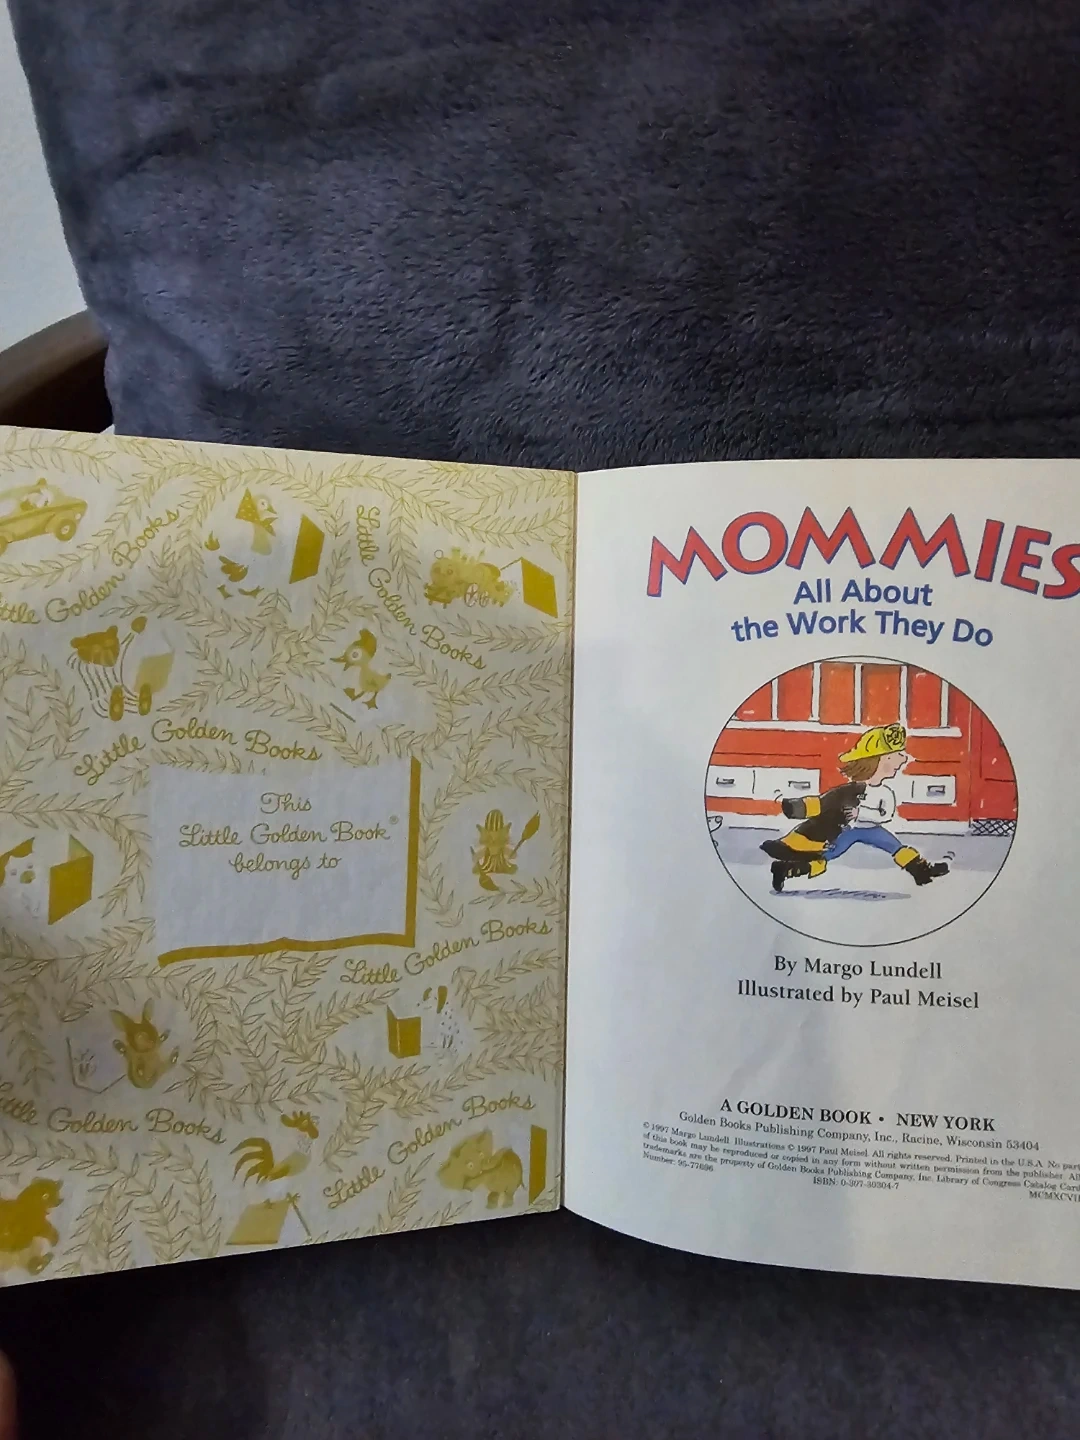 Little Golden Books
Little Golden Books
Little Golden Books
This
Little Golden Book®
belongs to
Little Golden Books
Little Golden Books
Little Golden Books
MOMMIES
All About
the Work They Do
By Margo Lundell
Illustrated by Paul Meisel
A GOLDEN BOOK • NEW YORK
Golden Books Publishing Company, Inc., Racine, Wisconsin 53404
© 1997 Margo Lundell. Illustrations © 1997 Paul Meisel. All rights reserved. Printed in the U.S.A. No part
of this book may be reproduced or copied in any form without written permission from the publisher. All
trademarks are the property of Golden Books Publishing Company, Inc. Library of Congress Catalog Card
Number: 95-77696
ISBN: 0-307-30304-7
MCMXCVII